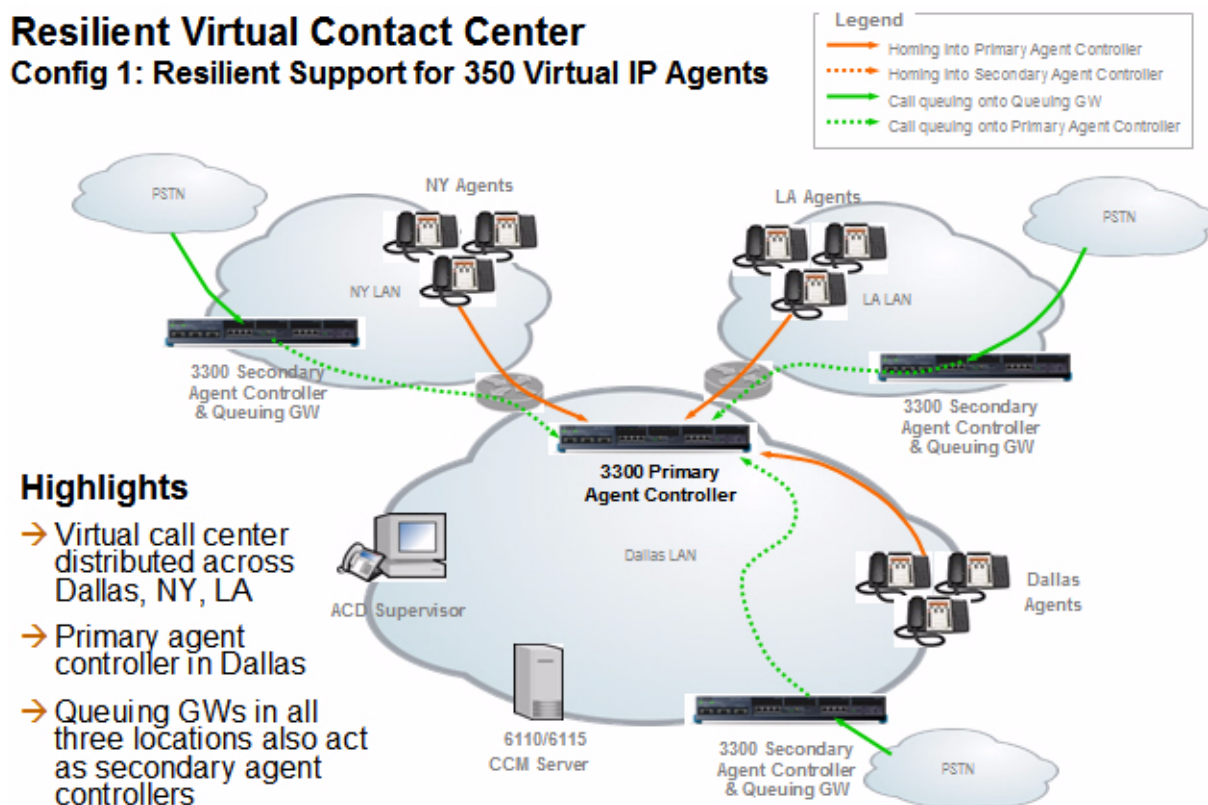 Resilient Virtual Contact Center
Config 1: Resilient Support for 350 Virtual IP Agents
Legend
Homing into Primary Agent Controller
Homing into Secondary Agent Controller
Call queuing onto Queuing GW
Call queuing onto Primary Agent Controller
PSTN
NY Agents
NY LAN
3300 Secondary
Agent Controller
& Queuing GW
LA Agents
LA LAN
PSTN
3300 Secondary
Agent Controller
& Queuing GW
3300 Primary
Agent Controller
Dallas LAN
ACD Supervisor
6110/6115
CCM Server
Dallas
Agents
3300 Secondary
Agent Controller
& Queuing GW
PSTN
Highlights
→ Virtual call center
distributed across
Dallas, NY, LA
→ Primary agent
controller in Dallas
→ Queuing GWs in all
three locations also act
as secondary agent
controllers